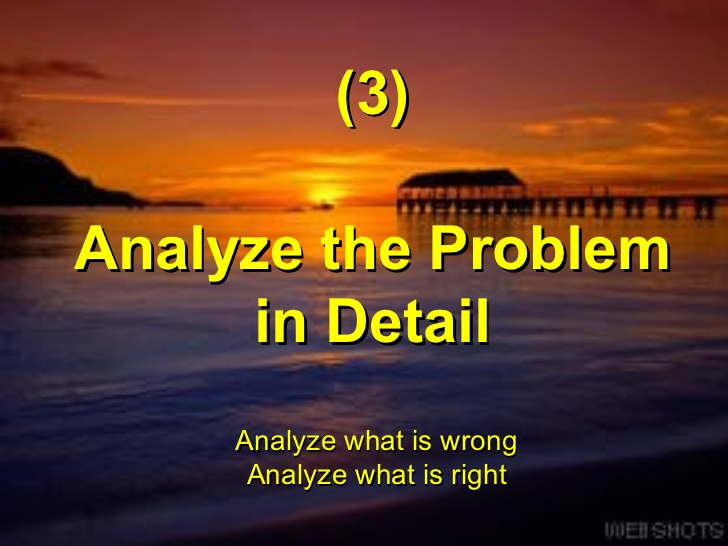 (3)
Analyze the Problem
in Detail
Analyze what is wrong
Analyze what is right
WEBSHOTS